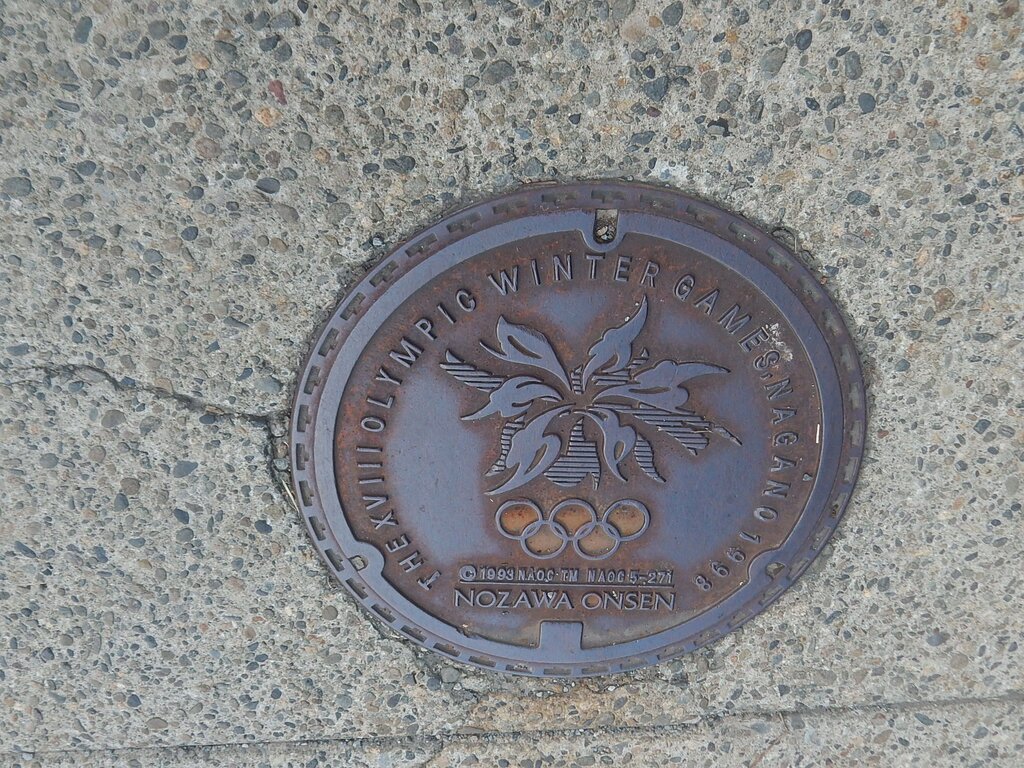 THE XVIII OLYMPIC WINTER GAMES, NAGANO 1998
© 1993 NAOC TM NAOC 5-271
NOZAWA ONSEN